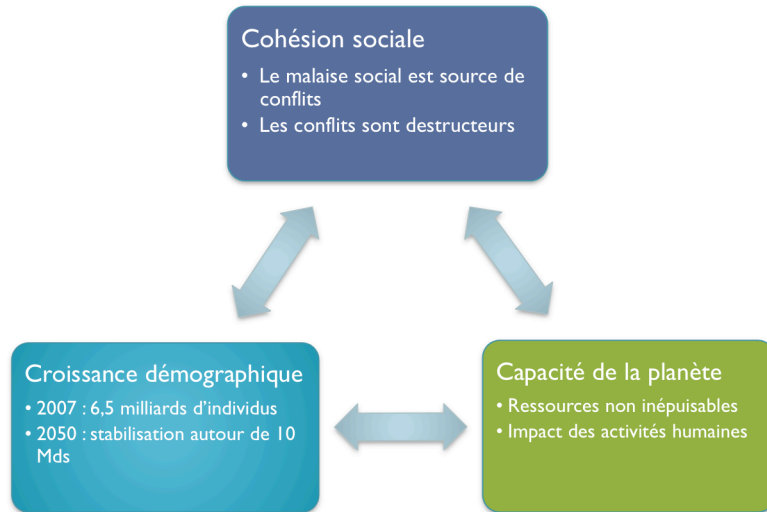 Cohésion sociale
• Le malaise social est source de
conflits
• Les conflits sont destructeurs
Croissance démographique
• 2007 : 6,5 milliards d’individus
• 2050 : stabilisation autour de 10
Mds
Capacité de la planète
• Ressources non inépuisables
• Impact des activités humaines